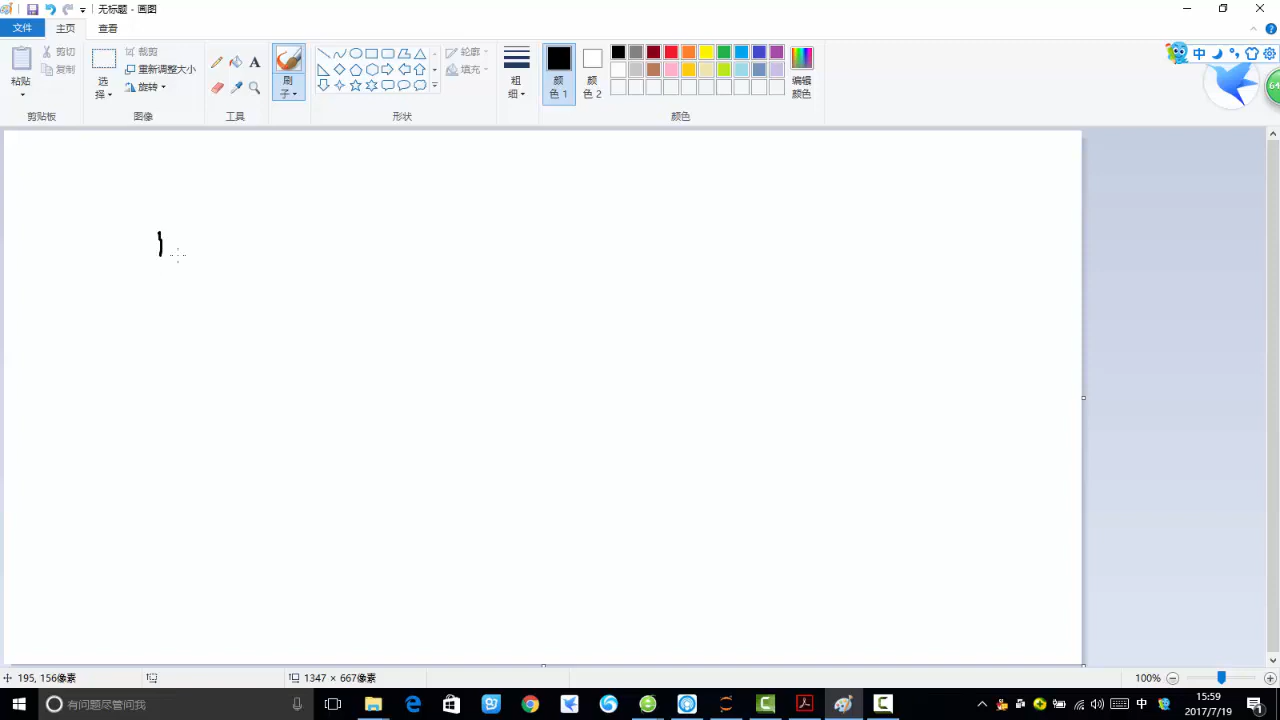 无标题 - 画图
文件 主页 查看
粘贴 剪切 复制 选择 裁剪 重新调整大小 旋转 A 刷子 轮廓 填充 粗细 颜色 1 颜色 2 编辑颜色
剪贴板 图像 工具 形状 颜色
中
64
1
195, 156像素 1347 × 667像素 100%
有问题尽管问我 中 15:59
2017/7/19